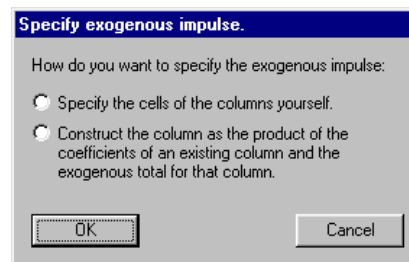 Specify exogenous impulse.
How do you want to specify the exogenous impulse:
Specify the cells of the columns yourself.
Construct the column as the product of the
coefficients of an existing column and the
exogenous total for that column.
OK Cancel